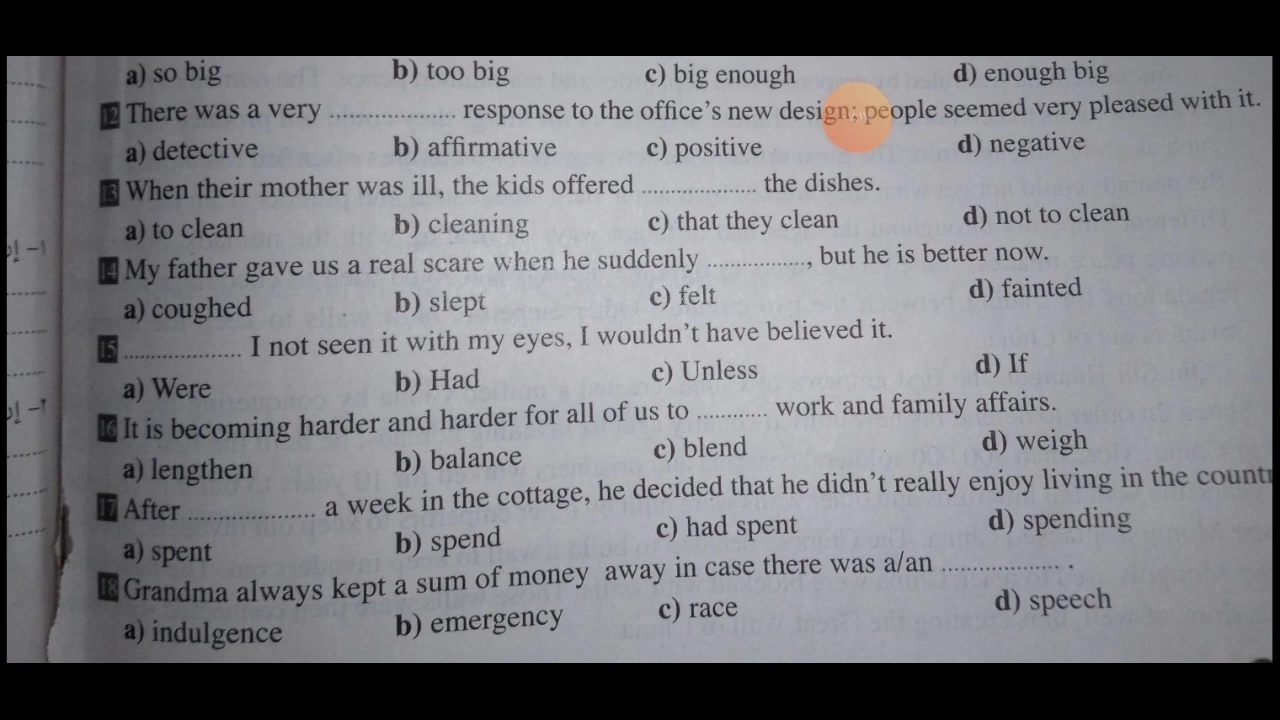 a) so big b) too big c) big enough d) enough big
12 There was a very .................. response to the office's new design; people seemed very pleased with it.
a) detective b) affirmative c) positive d) negative
13 When their mother was ill, the kids offered .................. the dishes.
a) to clean b) cleaning c) that they clean d) not to clean
14 My father gave us a real scare when he suddenly .................., but he is better now.
a) coughed b) slept c) felt d) fainted
15 .................. I not seen it with my eyes, I wouldn't have believed it.
a) Were b) Had c) Unless d) If
16 It is becoming harder and harder for all of us to ............ work and family affairs.
a) lengthen b) balance c) blend d) weigh
17 After .................. a week in the cottage, he decided that he didn't really enjoy living in the countr
a) spent b) spend c) had spent d) spending
18 Grandma always kept a sum of money away in case there was a/an .................. .
a) indulgence b) emergency c) race d) speech